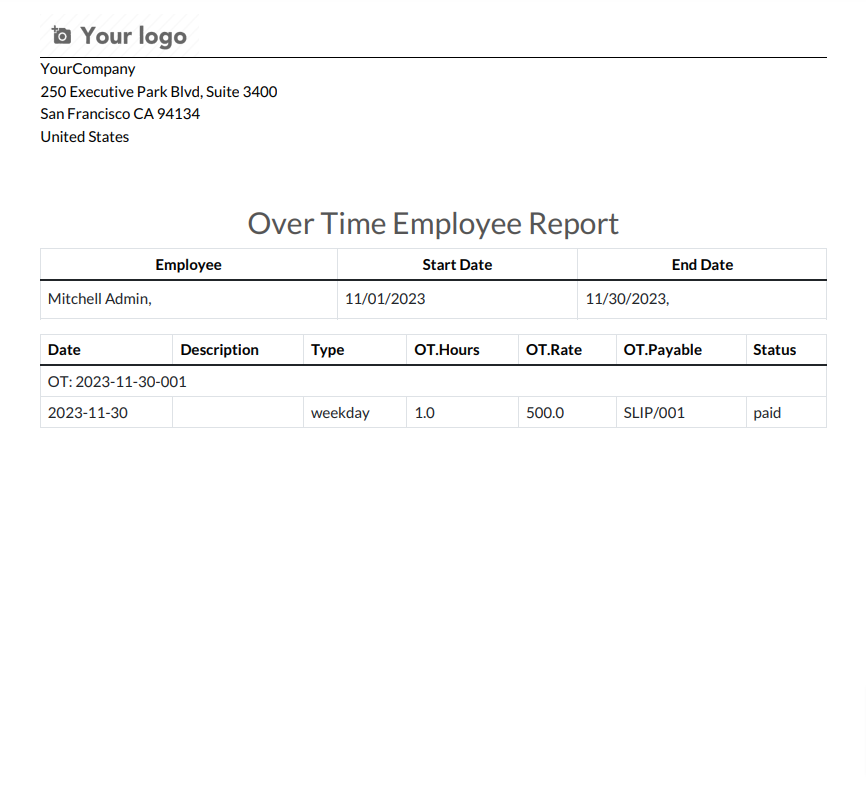 Your logo
YourCompany
250 Executive Park Blvd, Suite 3400
San Francisco CA 94134
United States
Over Time Employee Report
Employee Start Date End Date
Mitchell Admin, 11/01/2023 11/30/2023,
Date Description Type OT.Hours OT.Rate OT.Payable Status
OT: 2023-11-30-001
2023-11-30 weekday 1.0 500.0 SLIP/001 paid